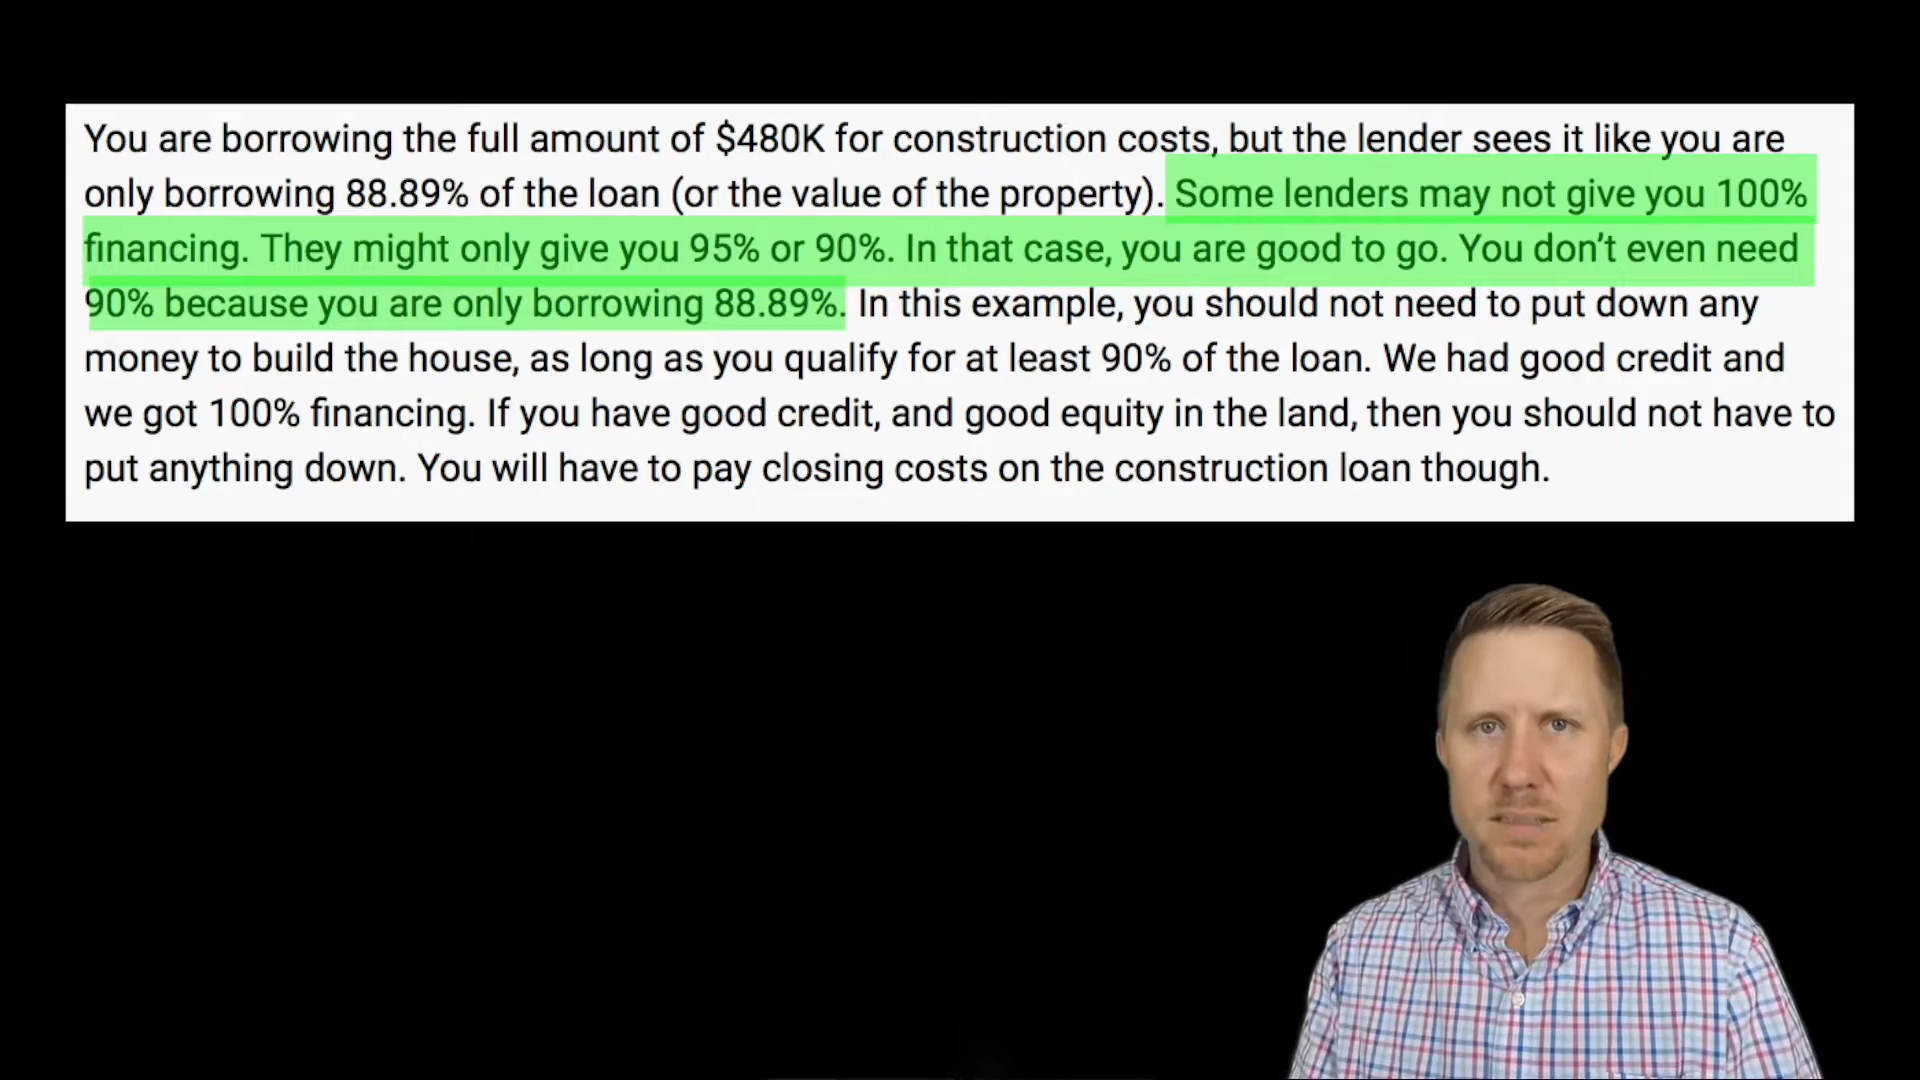 You are borrowing the full amount of $480K for construction costs, but the lender sees it like you are
only borrowing 88.89% of the loan (or the value of the property). Some lenders may not give you 100%
financing. They might only give you 95% or 90%. In that case, you are good to go. You don’t even need
90% because you are only borrowing 88.89%. In this example, you should not need to put down any
money to build the house, as long as you qualify for at least 90% of the loan. We had good credit and
we got 100% financing. If you have good credit, and good equity in the land, then you should not have to
put anything down. You will have to pay closing costs on the construction loan though.